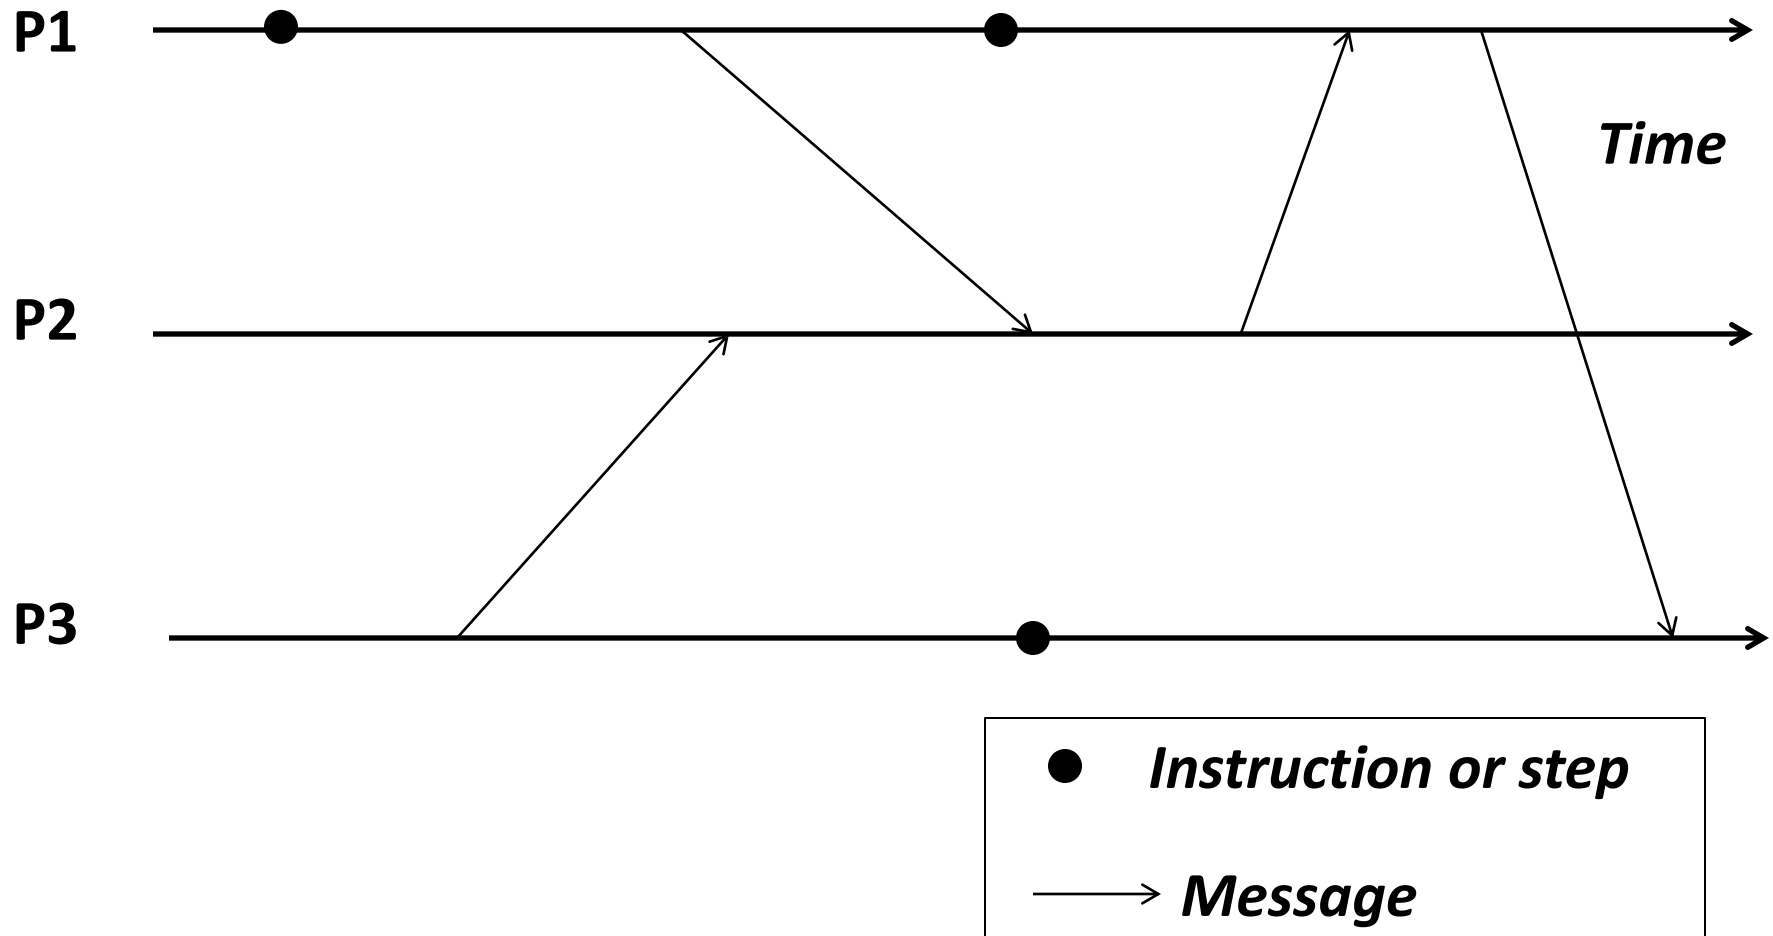 P1
Time
P2
P3
Instruction or step
Message